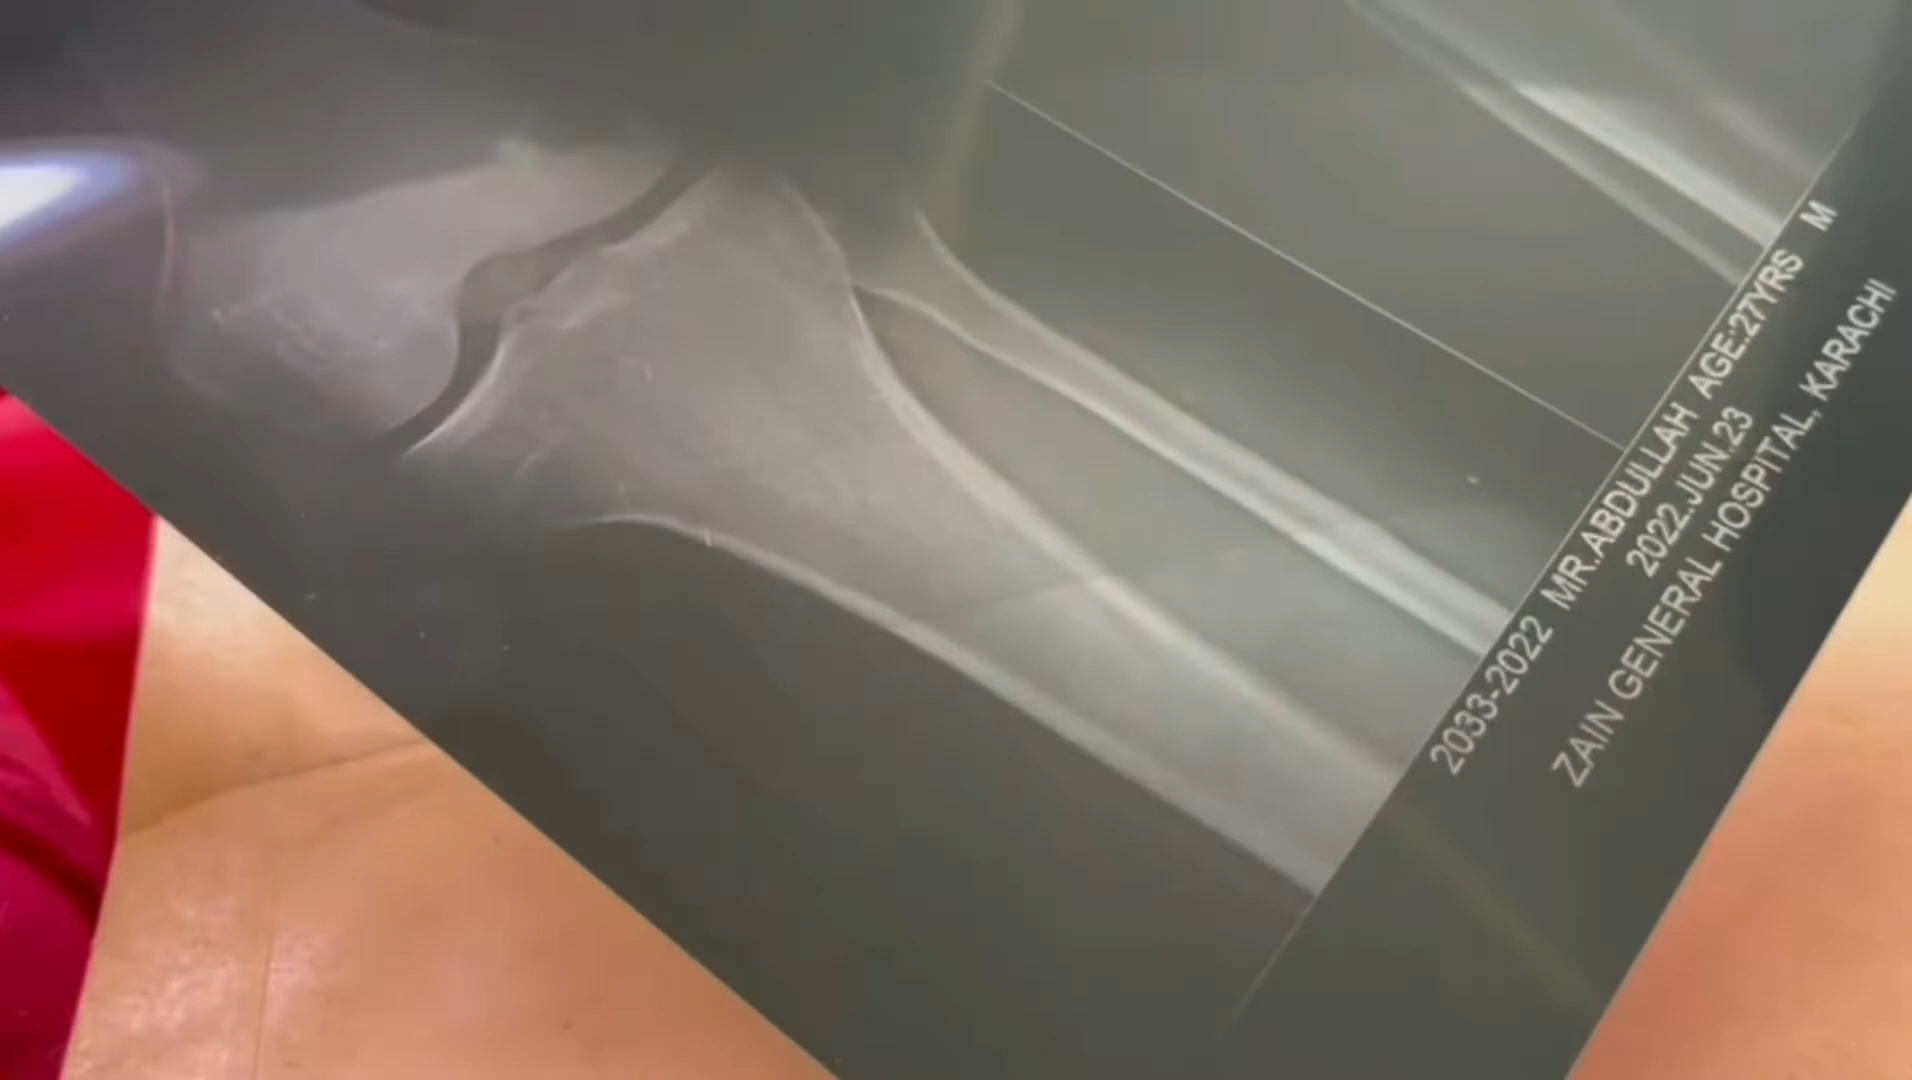 2033-2022 MR.ABDULLAH AGE:27YRS M
2022.JUN.23
ZAIN GENERAL HOSPITAL, KARACHI